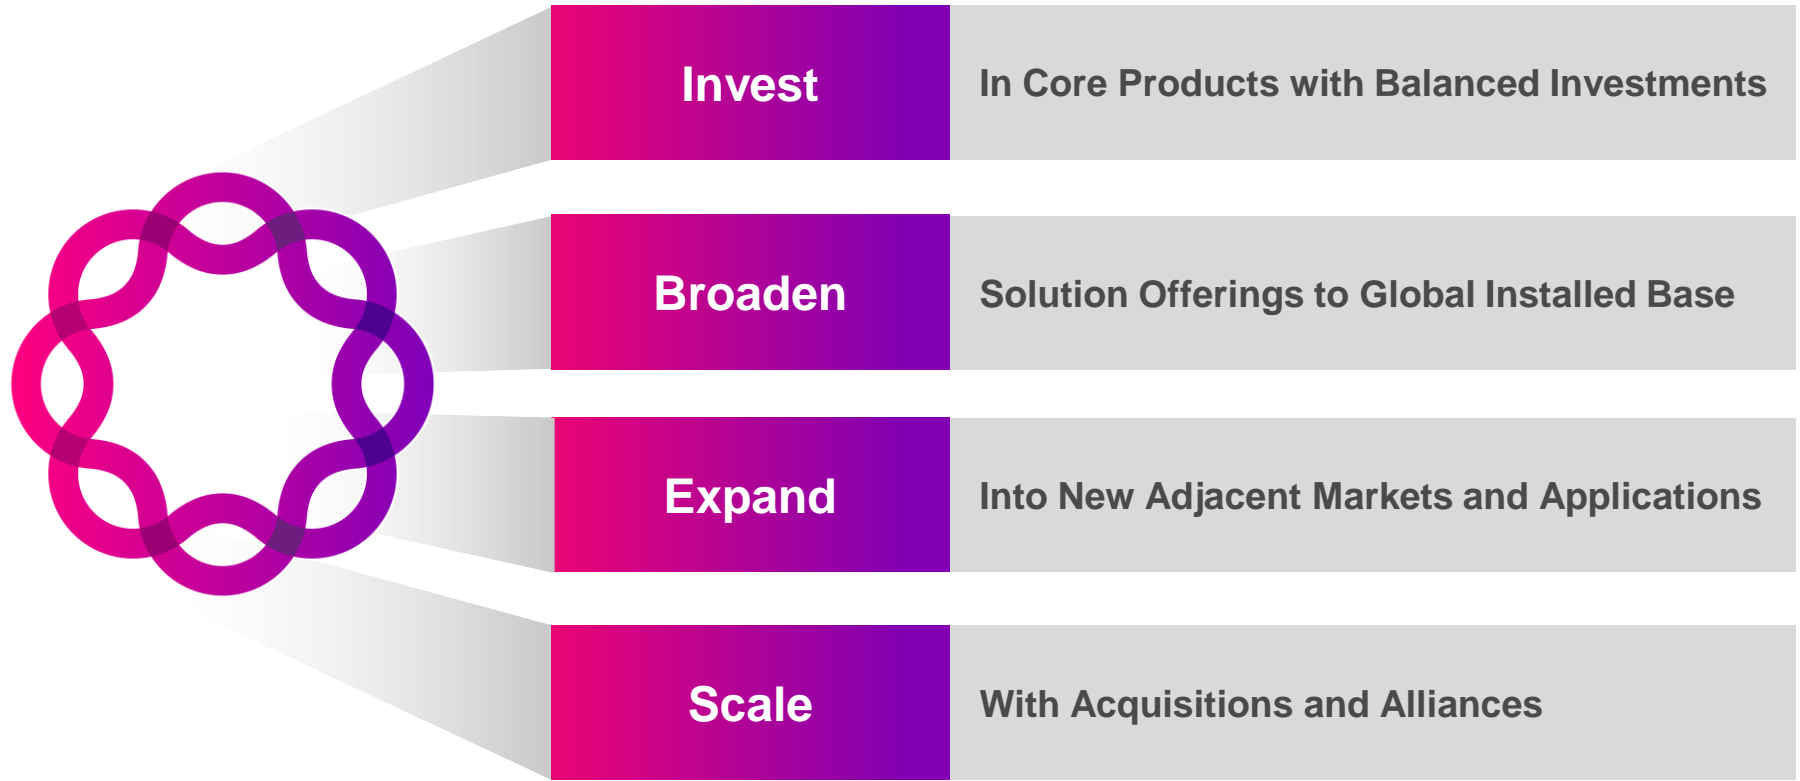 Invest
In Core Products with Balanced Investments
Broaden
Solution Offerings to Global Installed Base
Expand
Into New Adjacent Markets and Applications
Scale
With Acquisitions and Alliances